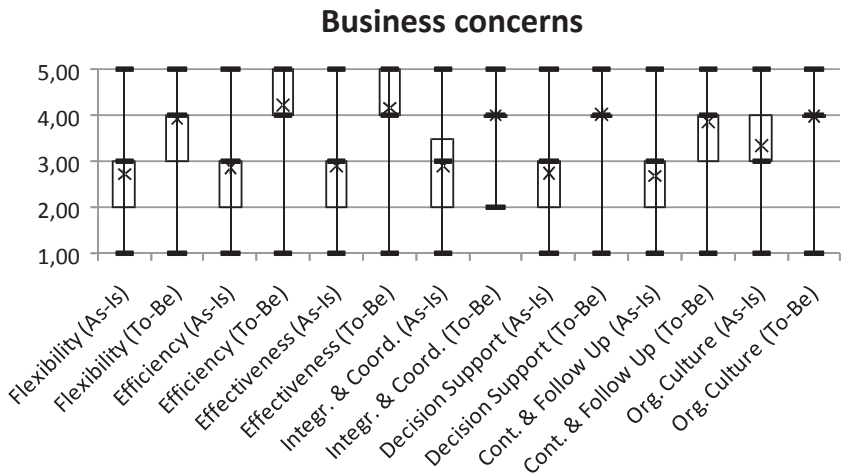 Business concerns
5,00
4,00
3,00
2,00
1,00
Flexibility (As-Is)
Flexibility (To-Be)
Efficiency (As-Is)
Efficiency (To-Be)
Effectiveness (As-Is)
Effectiveness (To-Be)
Integr. & Coord. (As-Is)
Integr. & Coord. (To-Be)
Decision Support (As-Is)
Decision Support (To-Be)
Cont. & Follow Up (As-Is)
Cont. & Follow Up (To-Be)
Org. Culture (As-Is)
Org. Culture (To-Be)